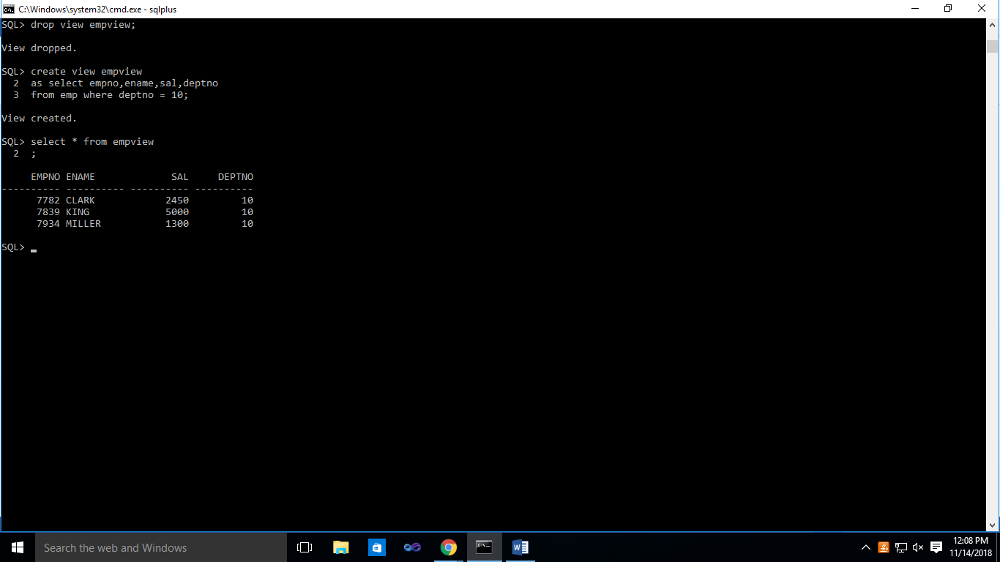 C:\Windows\system32\cmd.exe - sqlplus
SQL> drop view empview;
View dropped.
SQL> create view empview
2 as select empno,ename,sal,deptno
3 from emp where deptno = 10;
View created.
SQL> select * from empview
2 ;
EMPNO ENAME SAL DEPTNO
---------- ---------- ---------- ----------
7782 CLARK 2450 10
7839 KING 5000 10
7934 MILLER 1300 10
SQL>
Search the web and Windows
12:08 PM
11/14/2018